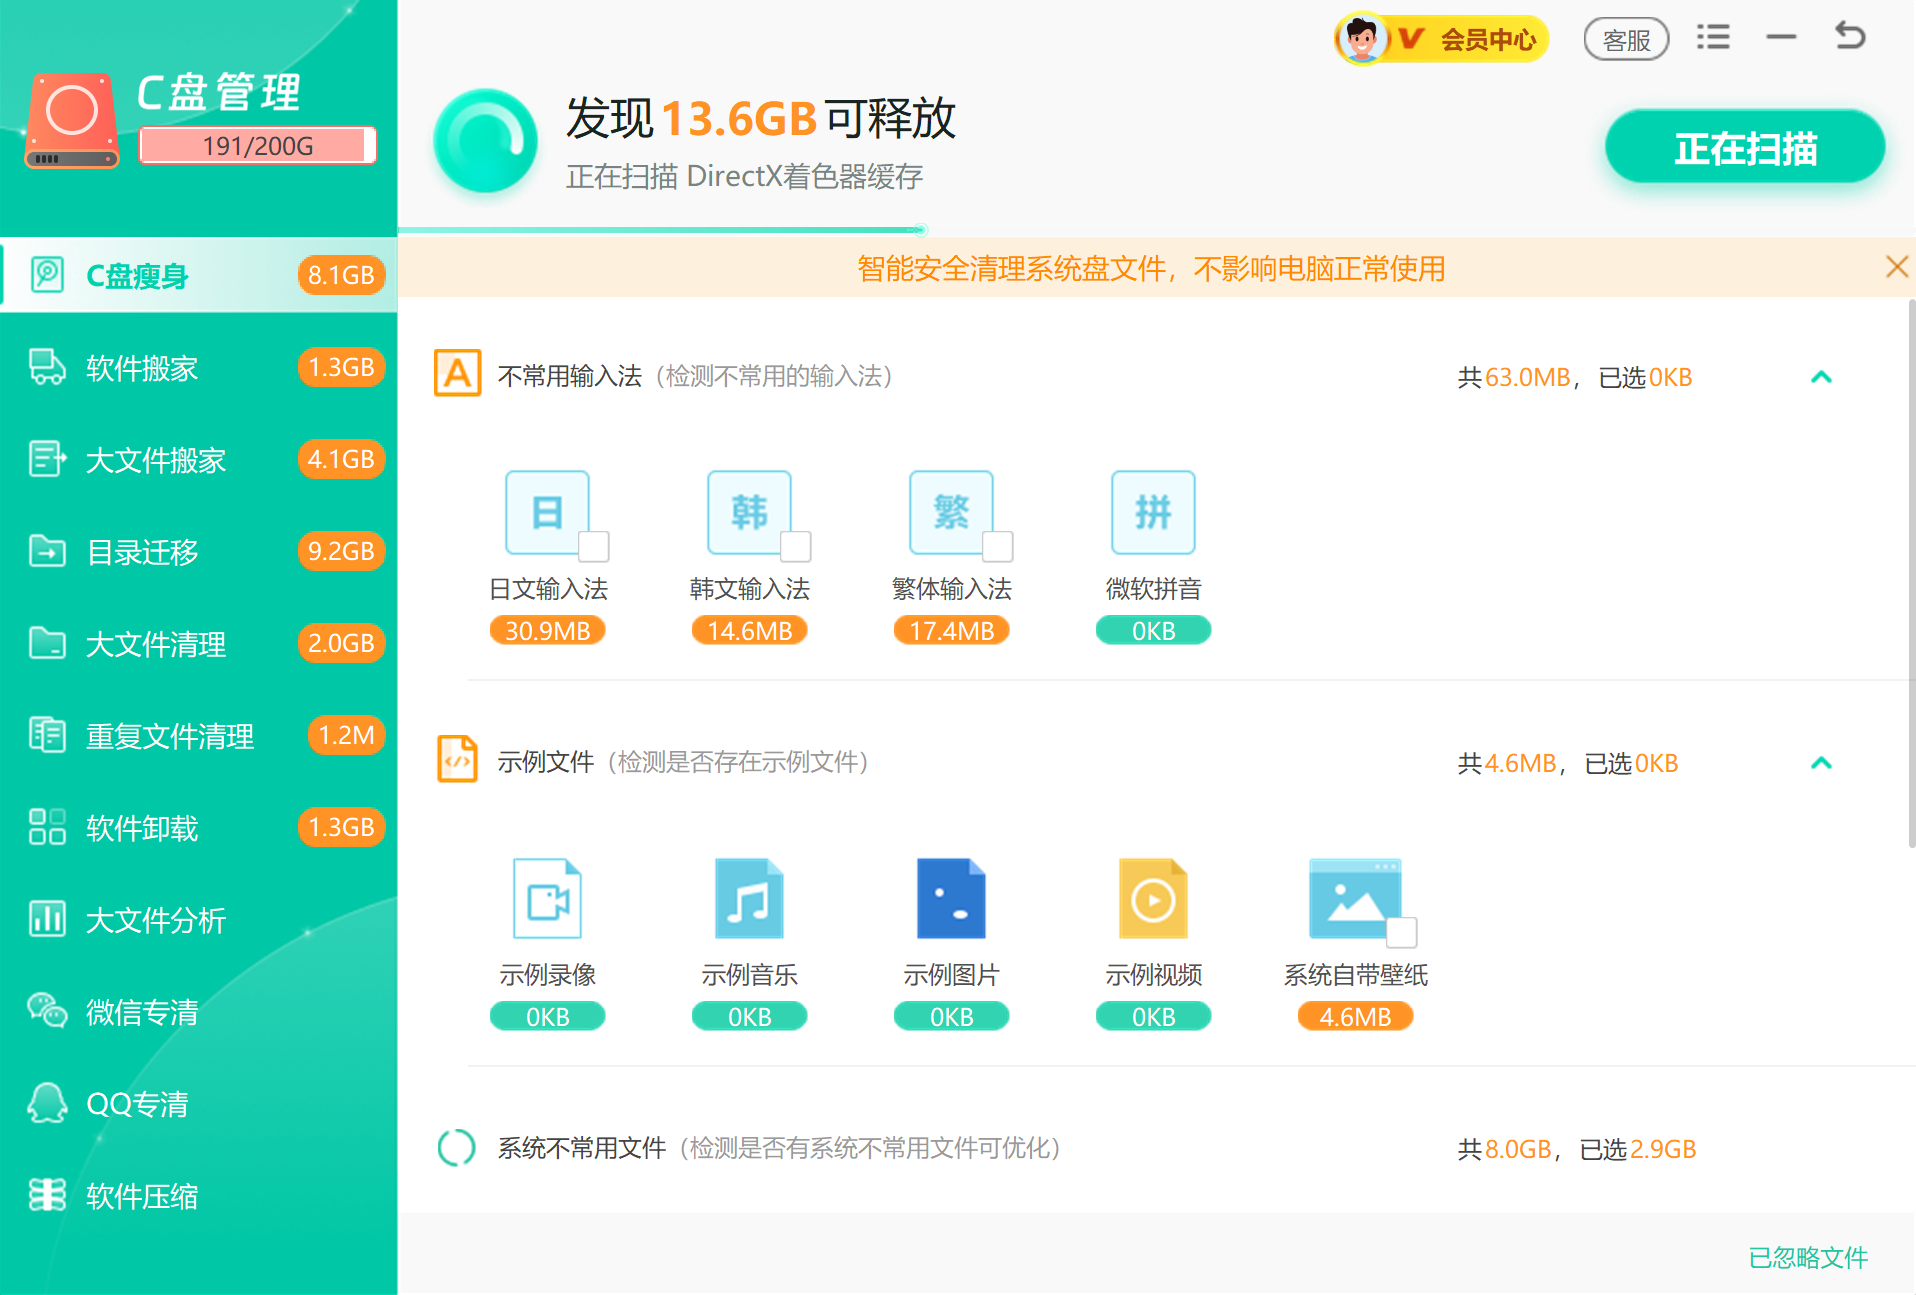 C盘管理
191/200G
C盘瘦身 8.1GB
软件搬家 1.3GB
大文件搬家 4.1GB
目录迁移 9.2GB
大文件清理 2.0GB
重复文件清理 1.2M
软件卸载 1.3GB
大文件分析
微信专清
QQ专清
软件压缩
V 会员中心 客服
发现13.6GB可释放
正在扫描 DirectX着色器缓存
正在扫描
智能安全清理系统盘文件，不影响电脑正常使用
A 不常用输入法（检测不常用的输入法） 共63.0MB，已选0KB
日 韩 繁 拼
日文输入法 韩文输入法 繁体输入法 微软拼音
30.9MB 14.6MB 17.4MB 0KB
</> 示例文件（检测是否存在示例文件） 共4.6MB，已选0KB
示例录像 示例音乐 示例图片 示例视频 系统自带壁纸
0KB 0KB 0KB 0KB 4.6MB
系统不常用文件（检测是否有系统不常用文件可优化） 共8.0GB，已选2.9GB
已忽略文件